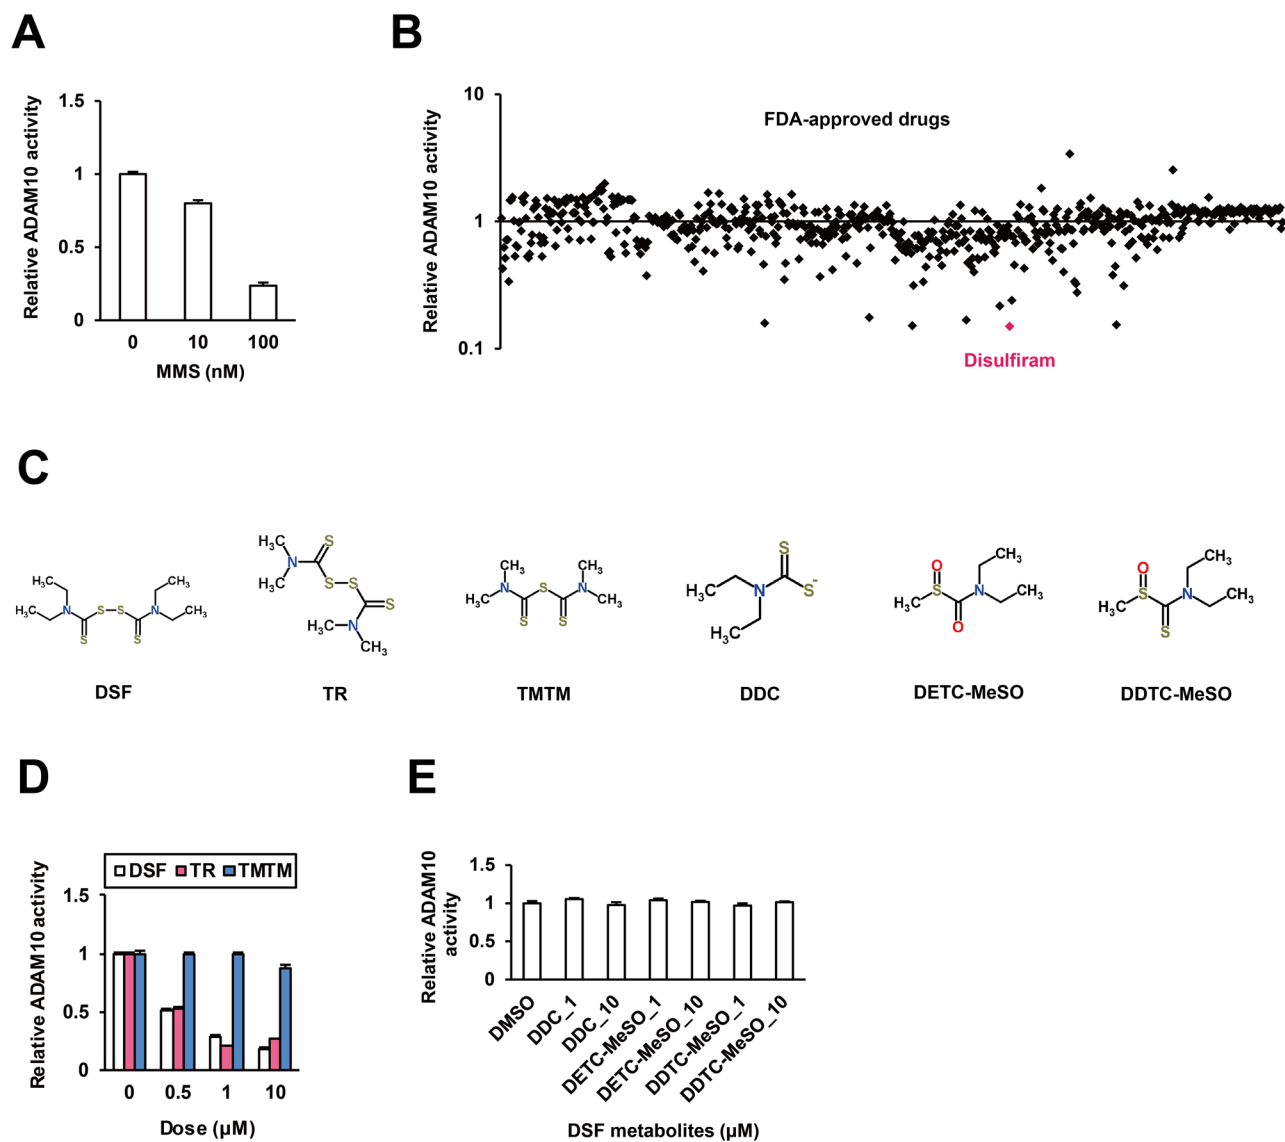 A
B
Relative ADAM10 activity
1.5
1
0.5
0
0
10
100
MMS (nM)
Relative ADAM10 activity
10
1
0.1
FDA-approved drugs
Disulfiram
C
H₃C
CH₃
N
S
S
N
H₃C
CH₃
S
S
DSF
H₃C
S
N
H₃C
S
S
S
H₃C
N
CH₃
TR
CH₃
CH₃
N
S
N
H₃C
CH₃
S
S
TMTM
S
H₃C
N
S⁻
H₃C
DDC
O
CH₃
S
N
H₃C
CH₃
O
DETC-MeSO
O
CH₃
S
N
H₃C
CH₃
S
DDTC-MeSO
D
E
DSF TR TMTM
Relative ADAM10 activity
1.5
1
0.5
0
0
0.5
1
10
Dose (µM)
Relative ADAM10
activity
1.5
1
0.5
0
DMSO
DDC_1
DDC_10
DETC-MeSO_1
DETC-MeSO_10
DDTC-MeSO_1
DDTC-MeSO_10
DSF metabolites (µM)